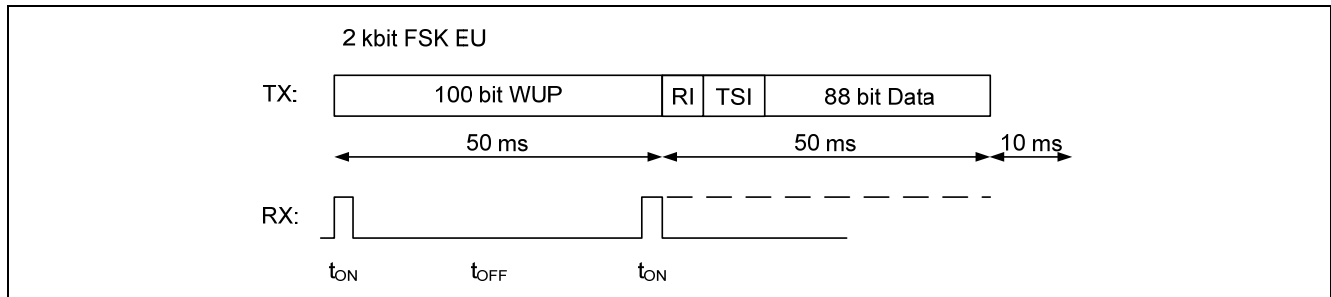 2 kbit FSK EU
TX: 100 bit WUP RI TSI 88 bit Data
50 ms 50 ms 10 ms
RX:
tON tOFF tON